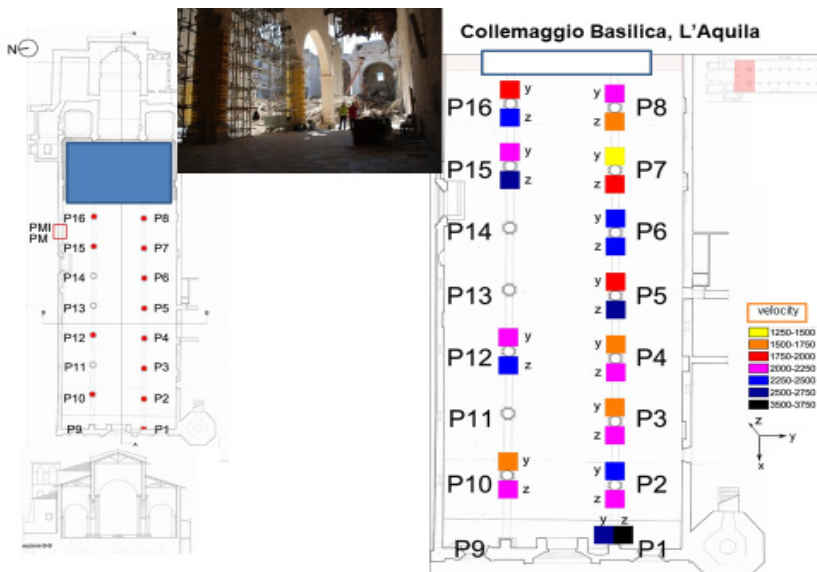 Collemaggio Basilica, L'Aquila
N
P16 P8
PMI
PM
P15 P7
P14 P6
P13 P5
P12 P4
P11 P3
P10 P2
P9 P1
y y
P16 P8
z z
y y
P15 P7
z z
y
P14 P6
z
y
P13 P5
z
y y
P12 P4
z z
y
P11 P3
z
y y
P10 P2
z z
y z
P9 P1
velocity
1250-1500
1500-1750
1750-2000
2000-2250
2250-2500
2500-2750
3500-3750
z
y
x